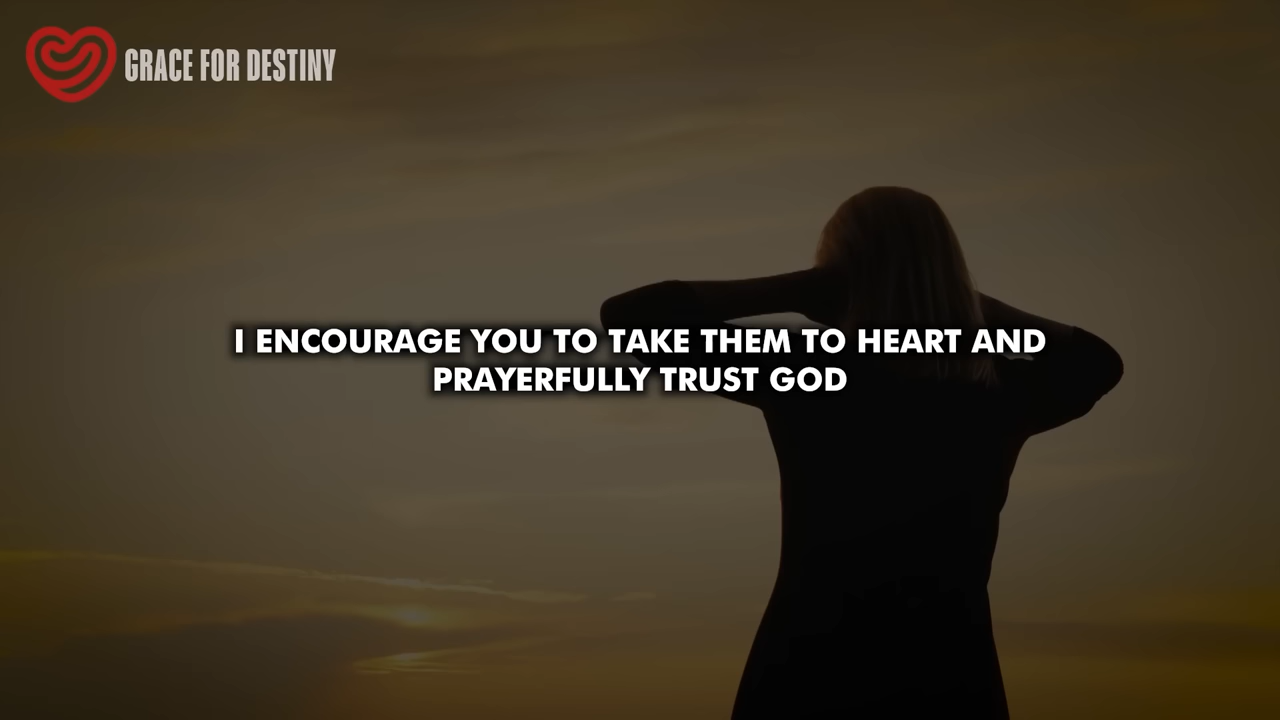 GRACE FOR DESTINY
I ENCOURAGE YOU TO TAKE THEM TO HEART AND
PRAYERFULLY TRUST GOD